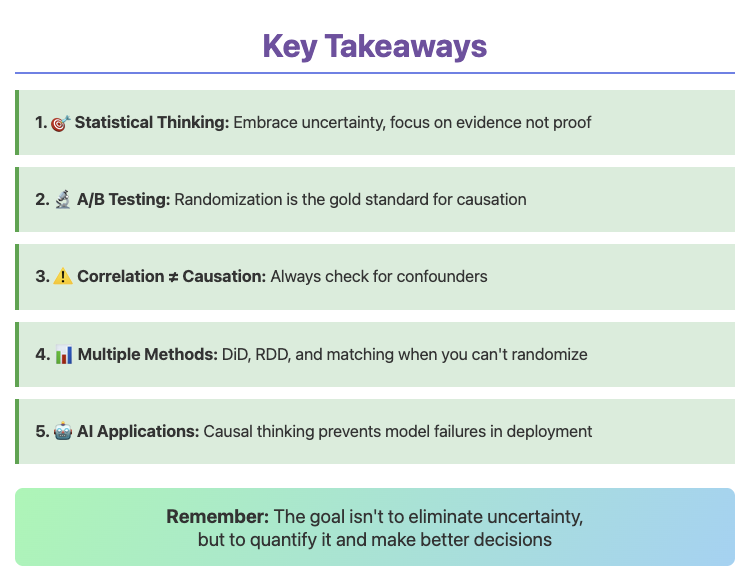 Key Takeaways
1. 🎯 Statistical Thinking: Embrace uncertainty, focus on evidence not proof
2. 🔬 A/B Testing: Randomization is the gold standard for causation
3. ⚠️ Correlation ≠ Causation: Always check for confounders
4. 📊 Multiple Methods: DiD, RDD, and matching when you can't randomize
5. 🤖 AI Applications: Causal thinking prevents model failures in deployment
Remember: The goal isn't to eliminate uncertainty,
but to quantify it and make better decisions